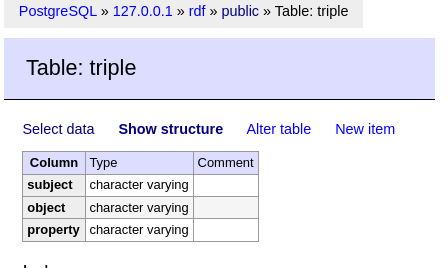 PostgreSQL » 127.0.0.1 » rdf » public » Table: triple
Table: triple
Select data Show structure Alter table New item
Column Type Comment
subject character varying
object character varying
property character varying